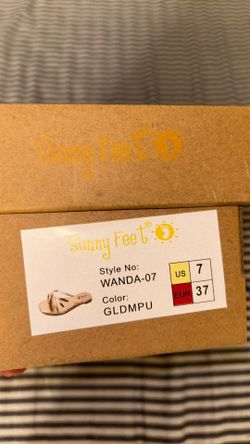 Sunny Feet®
Sunny Feet®
Style No:
WANDA-07
Color:
GLDMPU
US 7
EUR 37